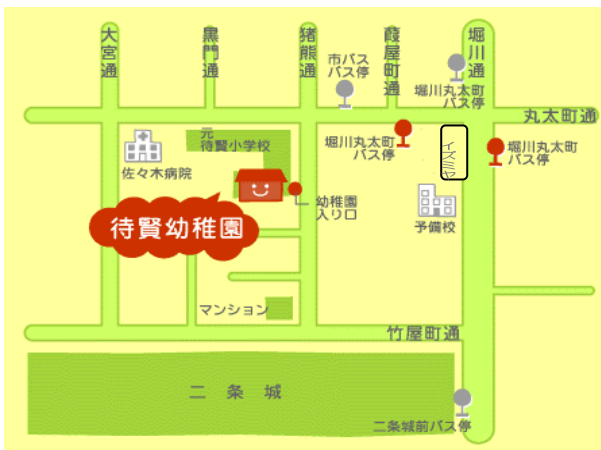 大宮通
黒門通
猪熊通
葭屋町通
堀川通
市バス
バス停
堀川丸太町
バス停
丸太町通
元
待賢小学校
堀川丸太町
バス停
イズミヤ
堀川丸太町
バス停
佐々木病院
幼稚園
入り口
予備校
待賢幼稚園
マンション
竹屋町通
二条城
二条城前バス停